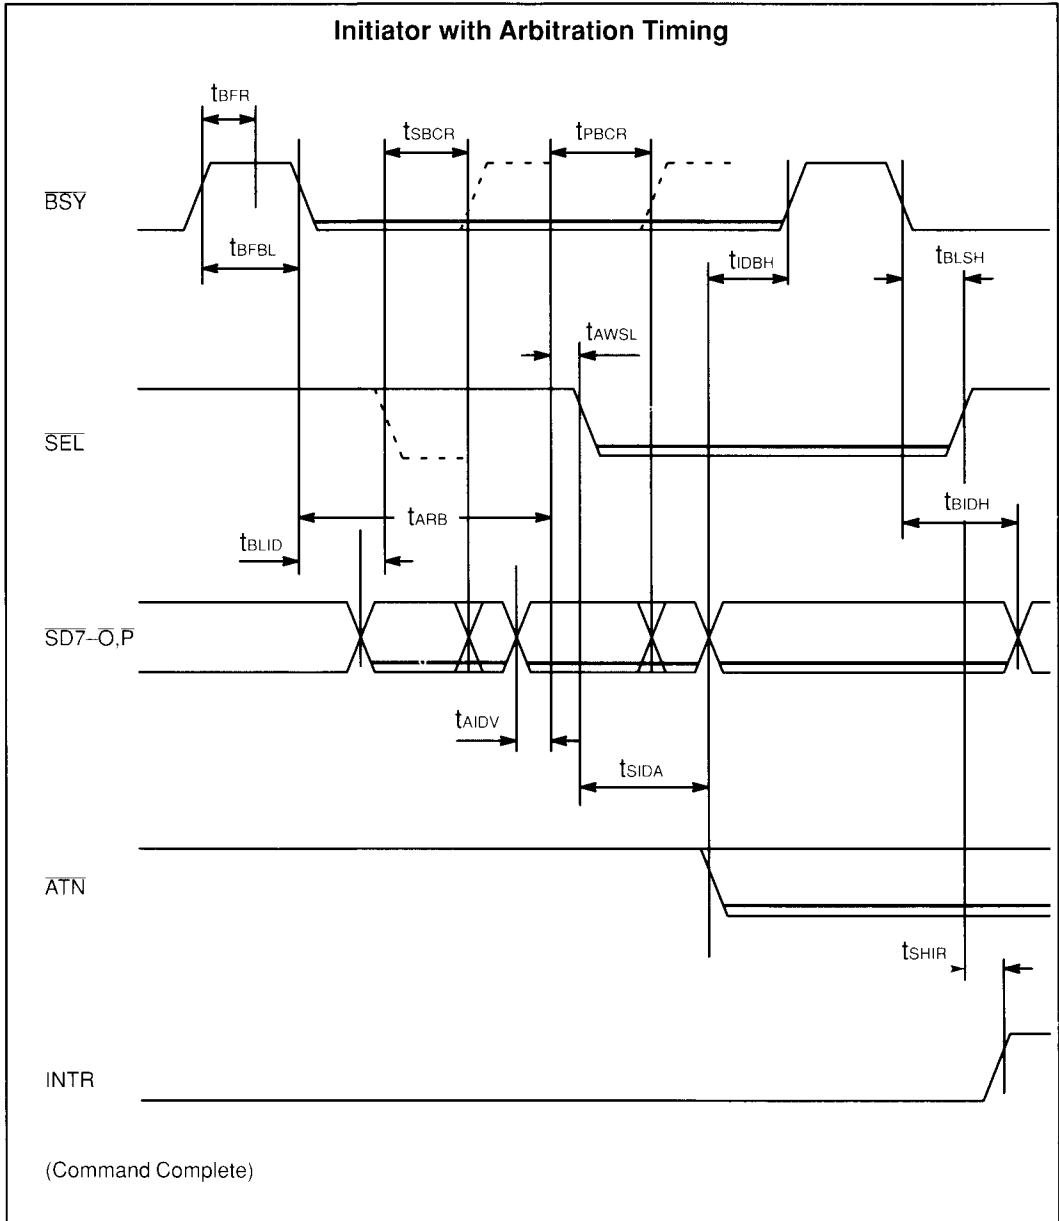 Initiator with Arbitration Timing
tBFR
tSBCR
tPBCR
BSY
tBFBL
tIDBH
tBLSH
tAWSL
SEL
tARB
tBIDH
tBLID
SD7–O,P
tAIDV
tSIDA
ATN
tSHIR
INTR
(Command Complete)